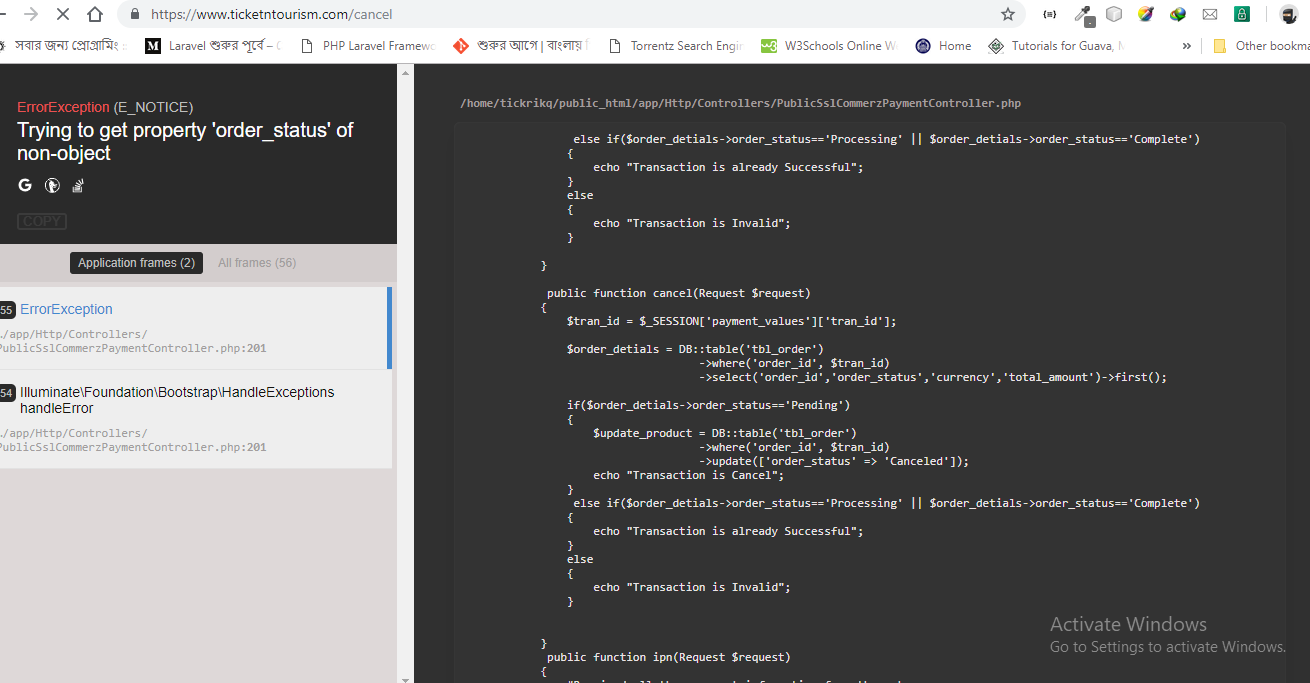 https://www.ticketntourism.com/cancel
সবার জন্য প্রোগ্রামিং
Laravel শুরুর পূর্বে –
PHP Laravel Framewo
শুরুর আগে | বাংলায়
Torrentz Search Engin
W3Schools Online W
Home
Tutorials for Guava,
»
Other bookma
ErrorException (E_NOTICE)
Trying to get property 'order_status' of
non-object
COPY
Application frames (2)
All frames (56)
55 ErrorException
./app/Http/Controllers/
PublicSslCommerzPaymentController.php:201
54 Illuminate\Foundation\Bootstrap\HandleExceptions
handleError
./app/Http/Controllers/
PublicSslCommerzPaymentController.php:201
/home/tickrikq/public_html/app/Http/Controllers/PublicSslCommerzPaymentController.php
else if($order_detials->order_status=='Processing' || $order_detials->order_status=='Complete')
{
echo "Transaction is already Successful";
}
else
{
echo "Transaction is Invalid";
}
}
public function cancel(Request $request)
{
$tran_id = $_SESSION['payment_values']['tran_id'];
$order_detials = DB::table('tbl_order')
->where('order_id', $tran_id)
->select('order_id','order_status','currency','total_amount')->first();
if($order_detials->order_status=='Pending')
{
$update_product = DB::table('tbl_order')
->where('order_id', $tran_id)
->update(['order_status' => 'Canceled']);
echo "Transaction is Cancel";
}
else if($order_detials->order_status=='Processing' || $order_detials->order_status=='Complete')
{
echo "Transaction is already Successful";
}
else
{
echo "Transaction is Invalid";
}
}
public function ipn(Request $request)
{
Activate Windows
Go to Settings to activate Windows.